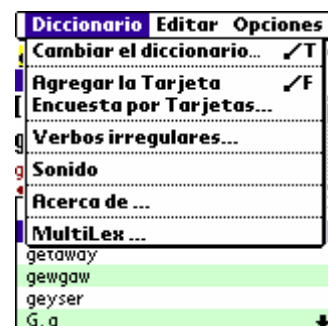 Diccionario Editar Opciones
Cambiar el diccionario... /T
Agregar la Tarjeta /F
Encuesta por Tarjetas...
Verbos irregulares...
Sonido
Acerca de ...
MultiLex ...
getaway
gewgaw
geyser
G, g